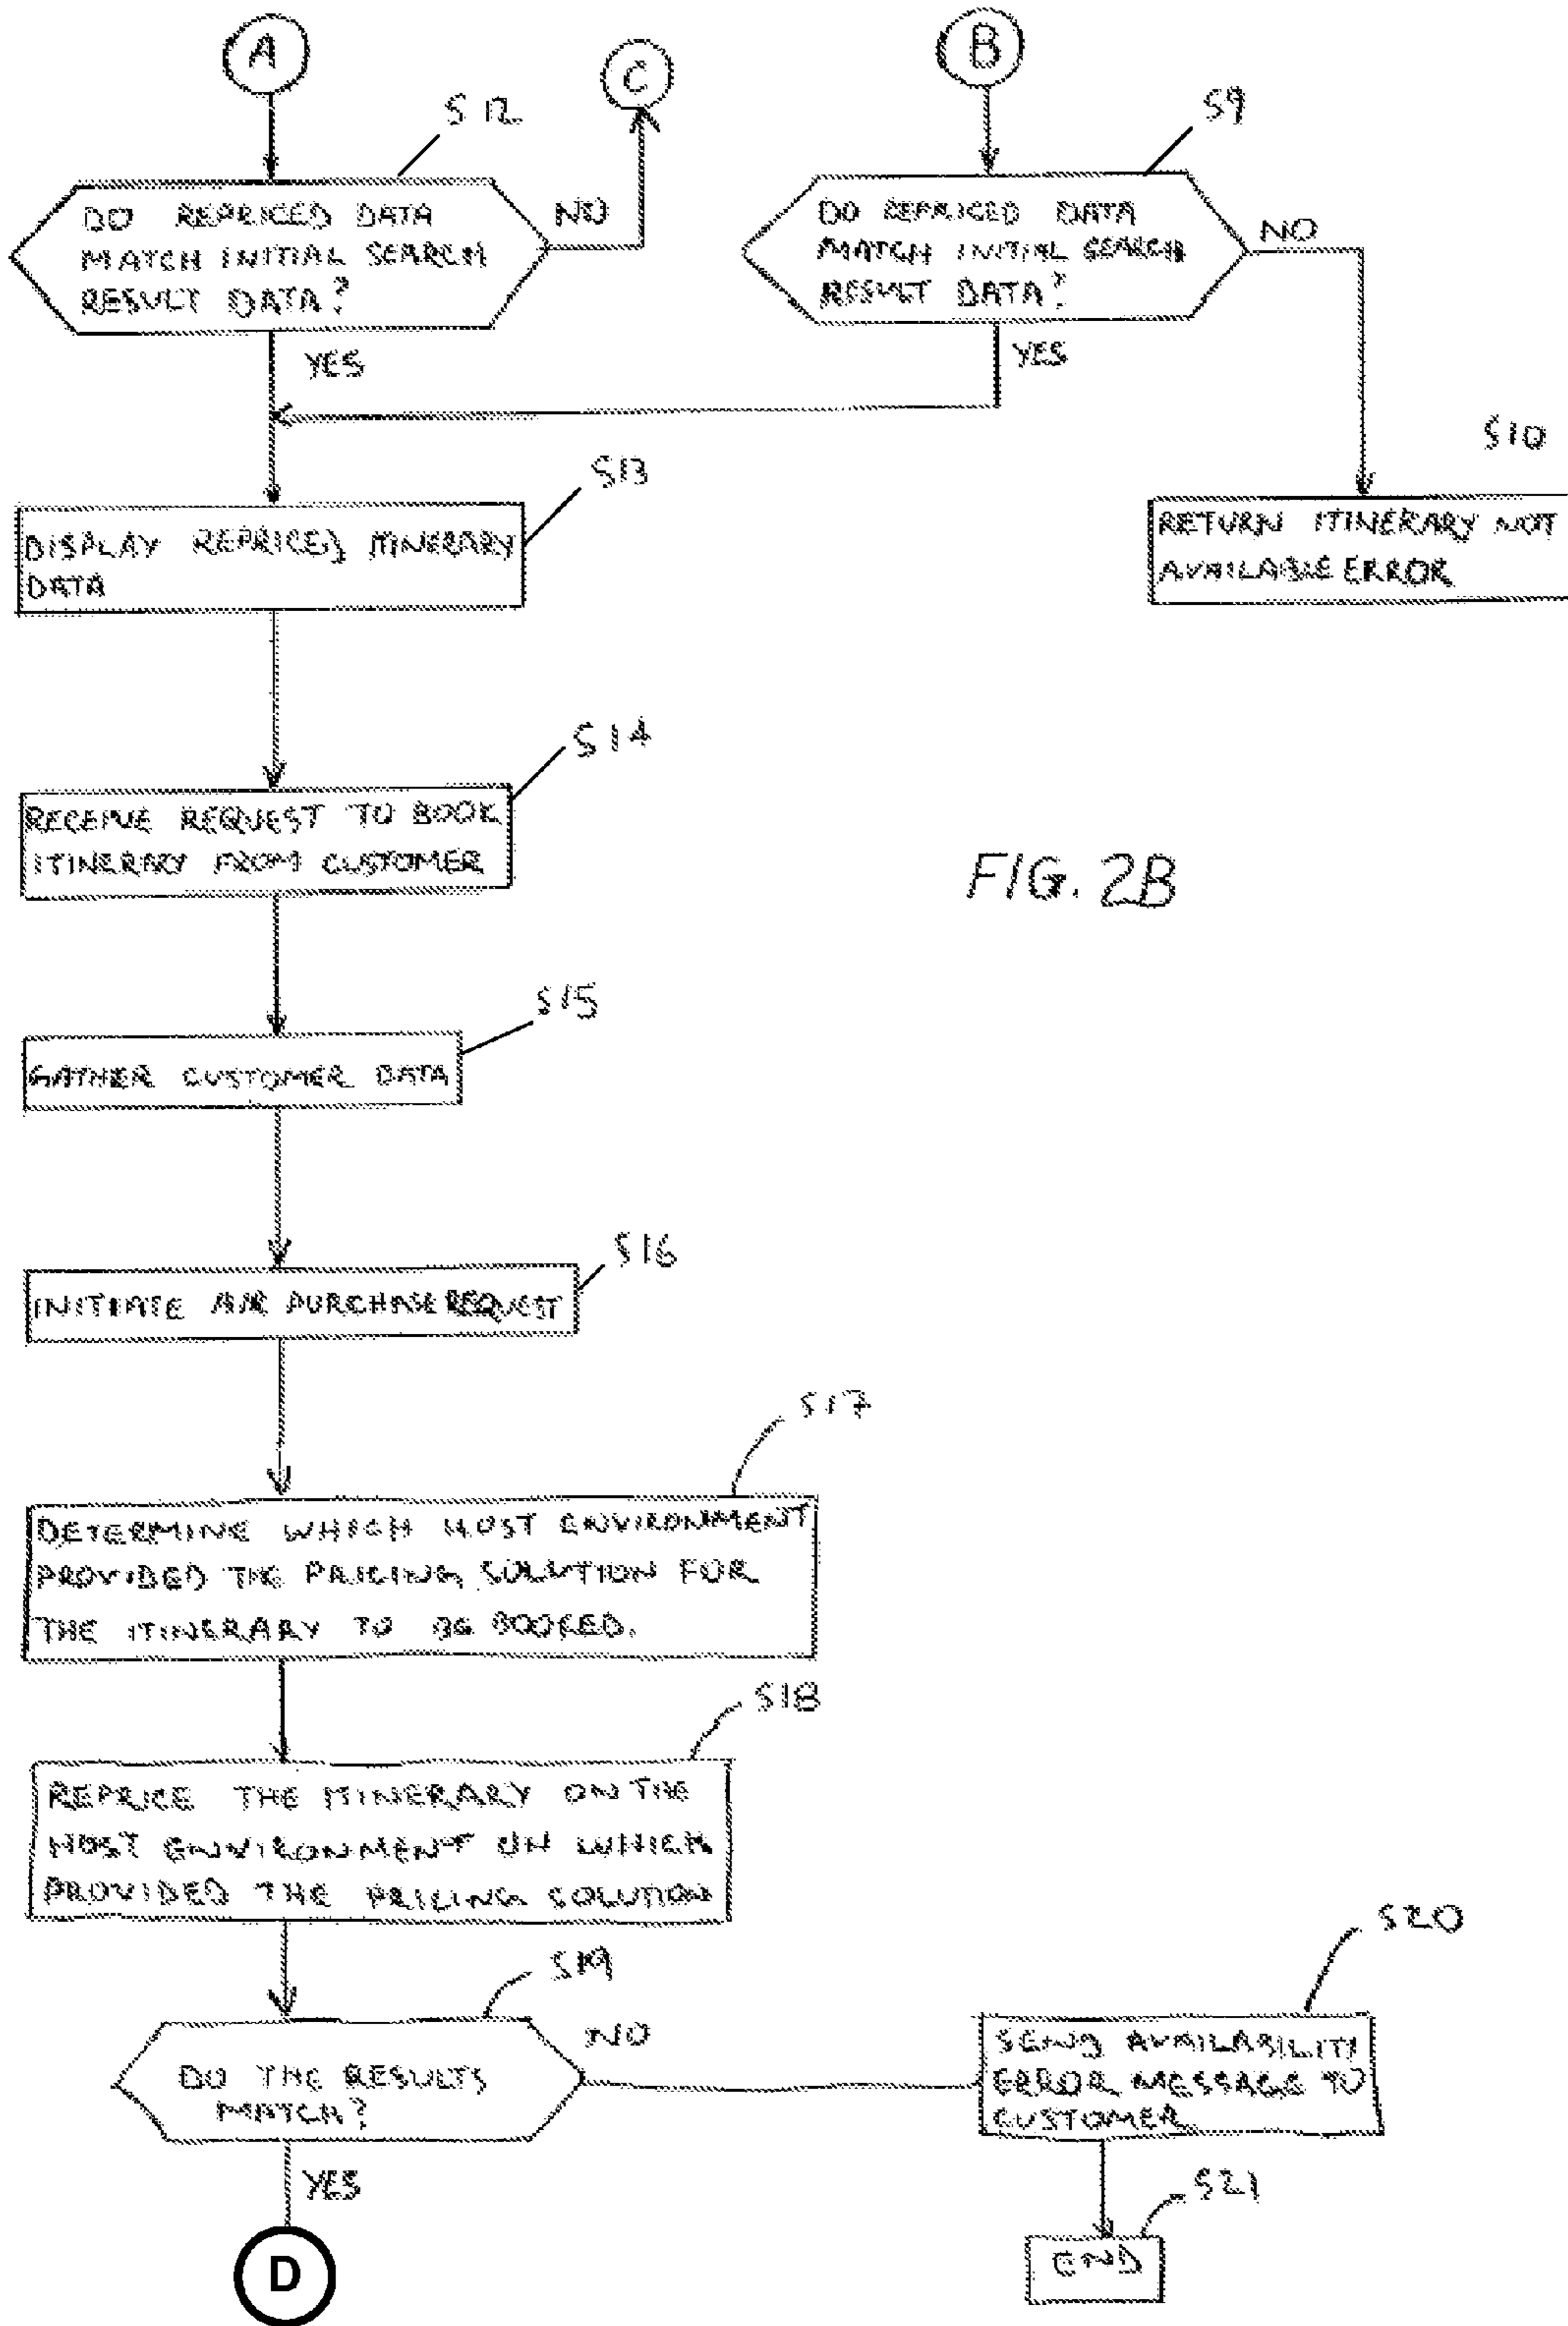 A
C
B
S12
S9
DO REPRICED DATA
MATCH INITIAL SEARCH
RESULT DATA?
NO
DO REPRICED DATA
MATCH INITIAL SEARCH
RESULT DATA?
NO
YES
YES
S10
S13
DISPLAY REPRICED ITINERARY
DATA
RETURN ITINERARY NOT
AVAILABLE ERROR
S14
RECEIVE REQUEST TO BOOK
ITINERARY FROM CUSTOMER
FIG. 2B
S15
GATHER CUSTOMER DATA
S16
INITIATE AIR PURCHASE REQUEST
S17
DETERMINE WHICH HOST ENVIRONMENT
PROVIDED THE PRICING SOLUTION FOR
THE ITINERARY TO BE BOOKED.
S18
REPRICE THE ITINERARY ON THE
HOST ENVIRONMENT ON WHICH
PROVIDED THE PRICING SOLUTION
S19
S20
DO THE RESULTS
MATCH?
NO
SEND AVAILABILITY
ERROR MESSAGE TO
CUSTOMER
YES
S21
D
END